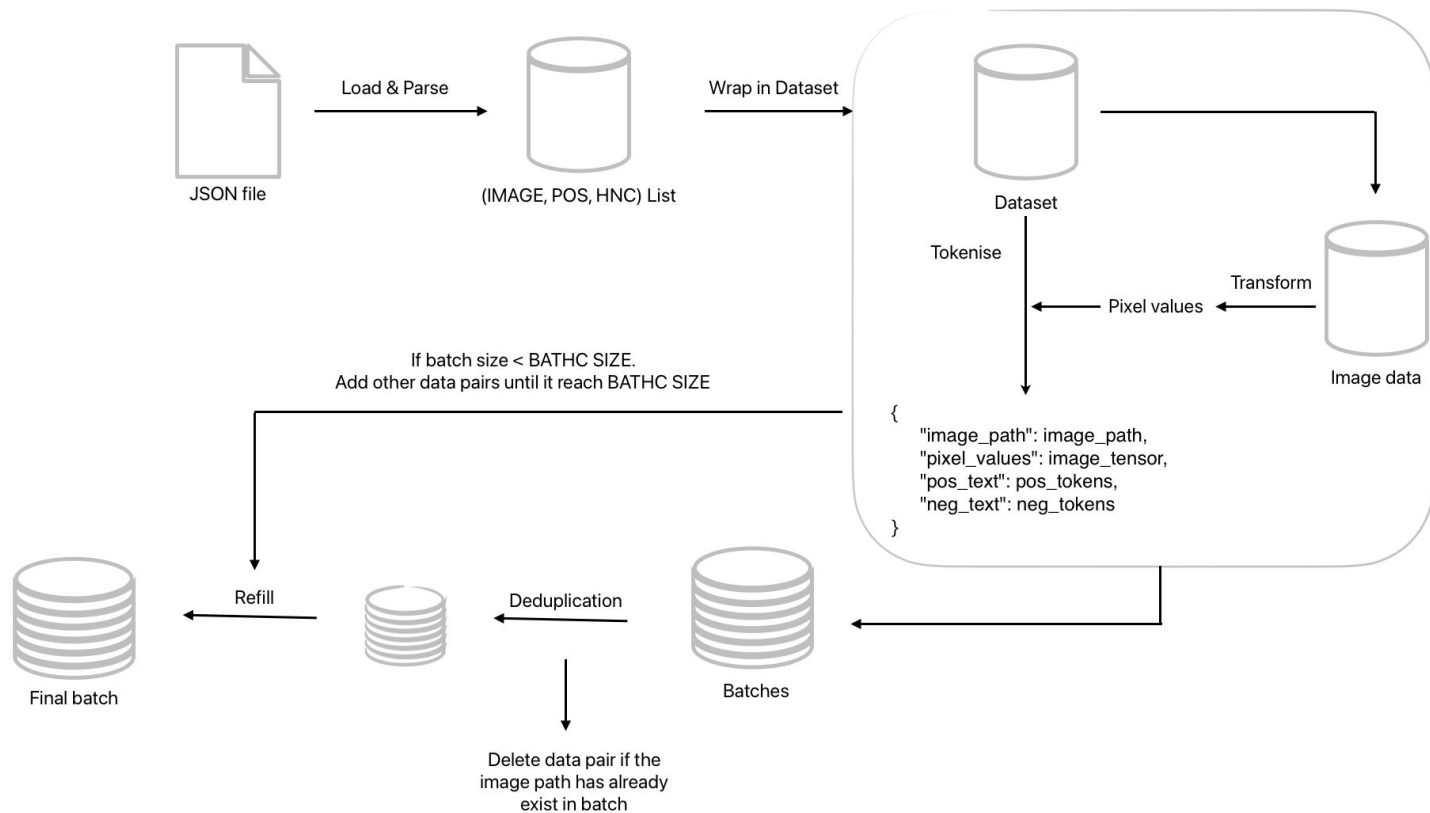 Load & Parse
Wrap in Dataset
JSON file
(IMAGE, POS, HNC) List
Dataset
Tokenise
Transform
Pixel values
Image data
If batch size < BATHC SIZE.
Add other data pairs until it reach BATHC SIZE
{
"image_path": image_path,
"pixel_values": image_tensor,
"pos_text": pos_tokens,
"neg_text": neg_tokens
}
Refill
Deduplication
Final batch
Batches
Delete data pair if the
image path has already
exist in batch